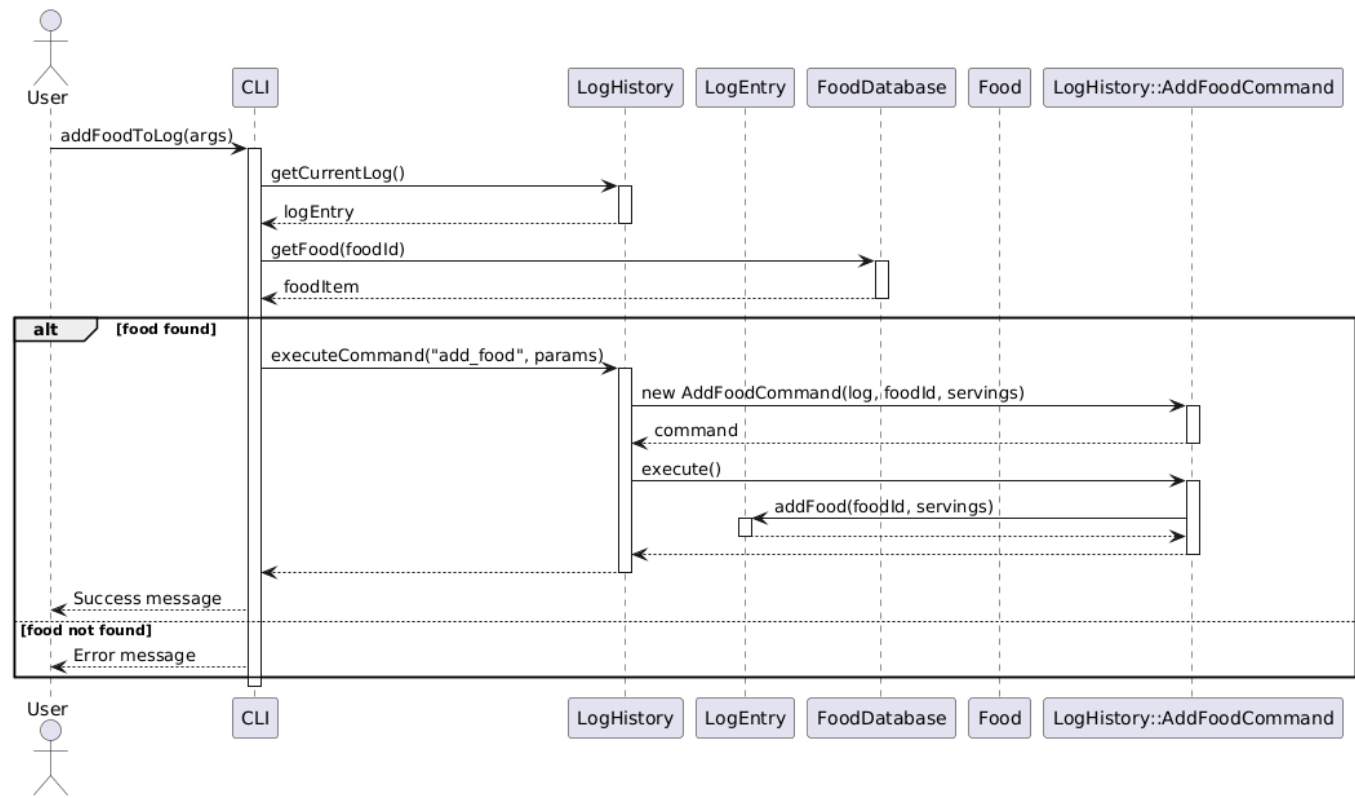 User
CLI
LogHistory
LogEntry
FoodDatabase
Food
LogHistory::AddFoodCommand
addFoodToLog(args)
getCurrentLog()
logEntry
getFood(foodId)
foodItem
alt
[food found]
executeCommand("add_food", params)
new AddFoodCommand(log, foodId, servings)
command
execute()
addFood(foodId, servings)
Success message
[food not found]
Error message
User
CLI
LogHistory
LogEntry
FoodDatabase
Food
LogHistory::AddFoodCommand